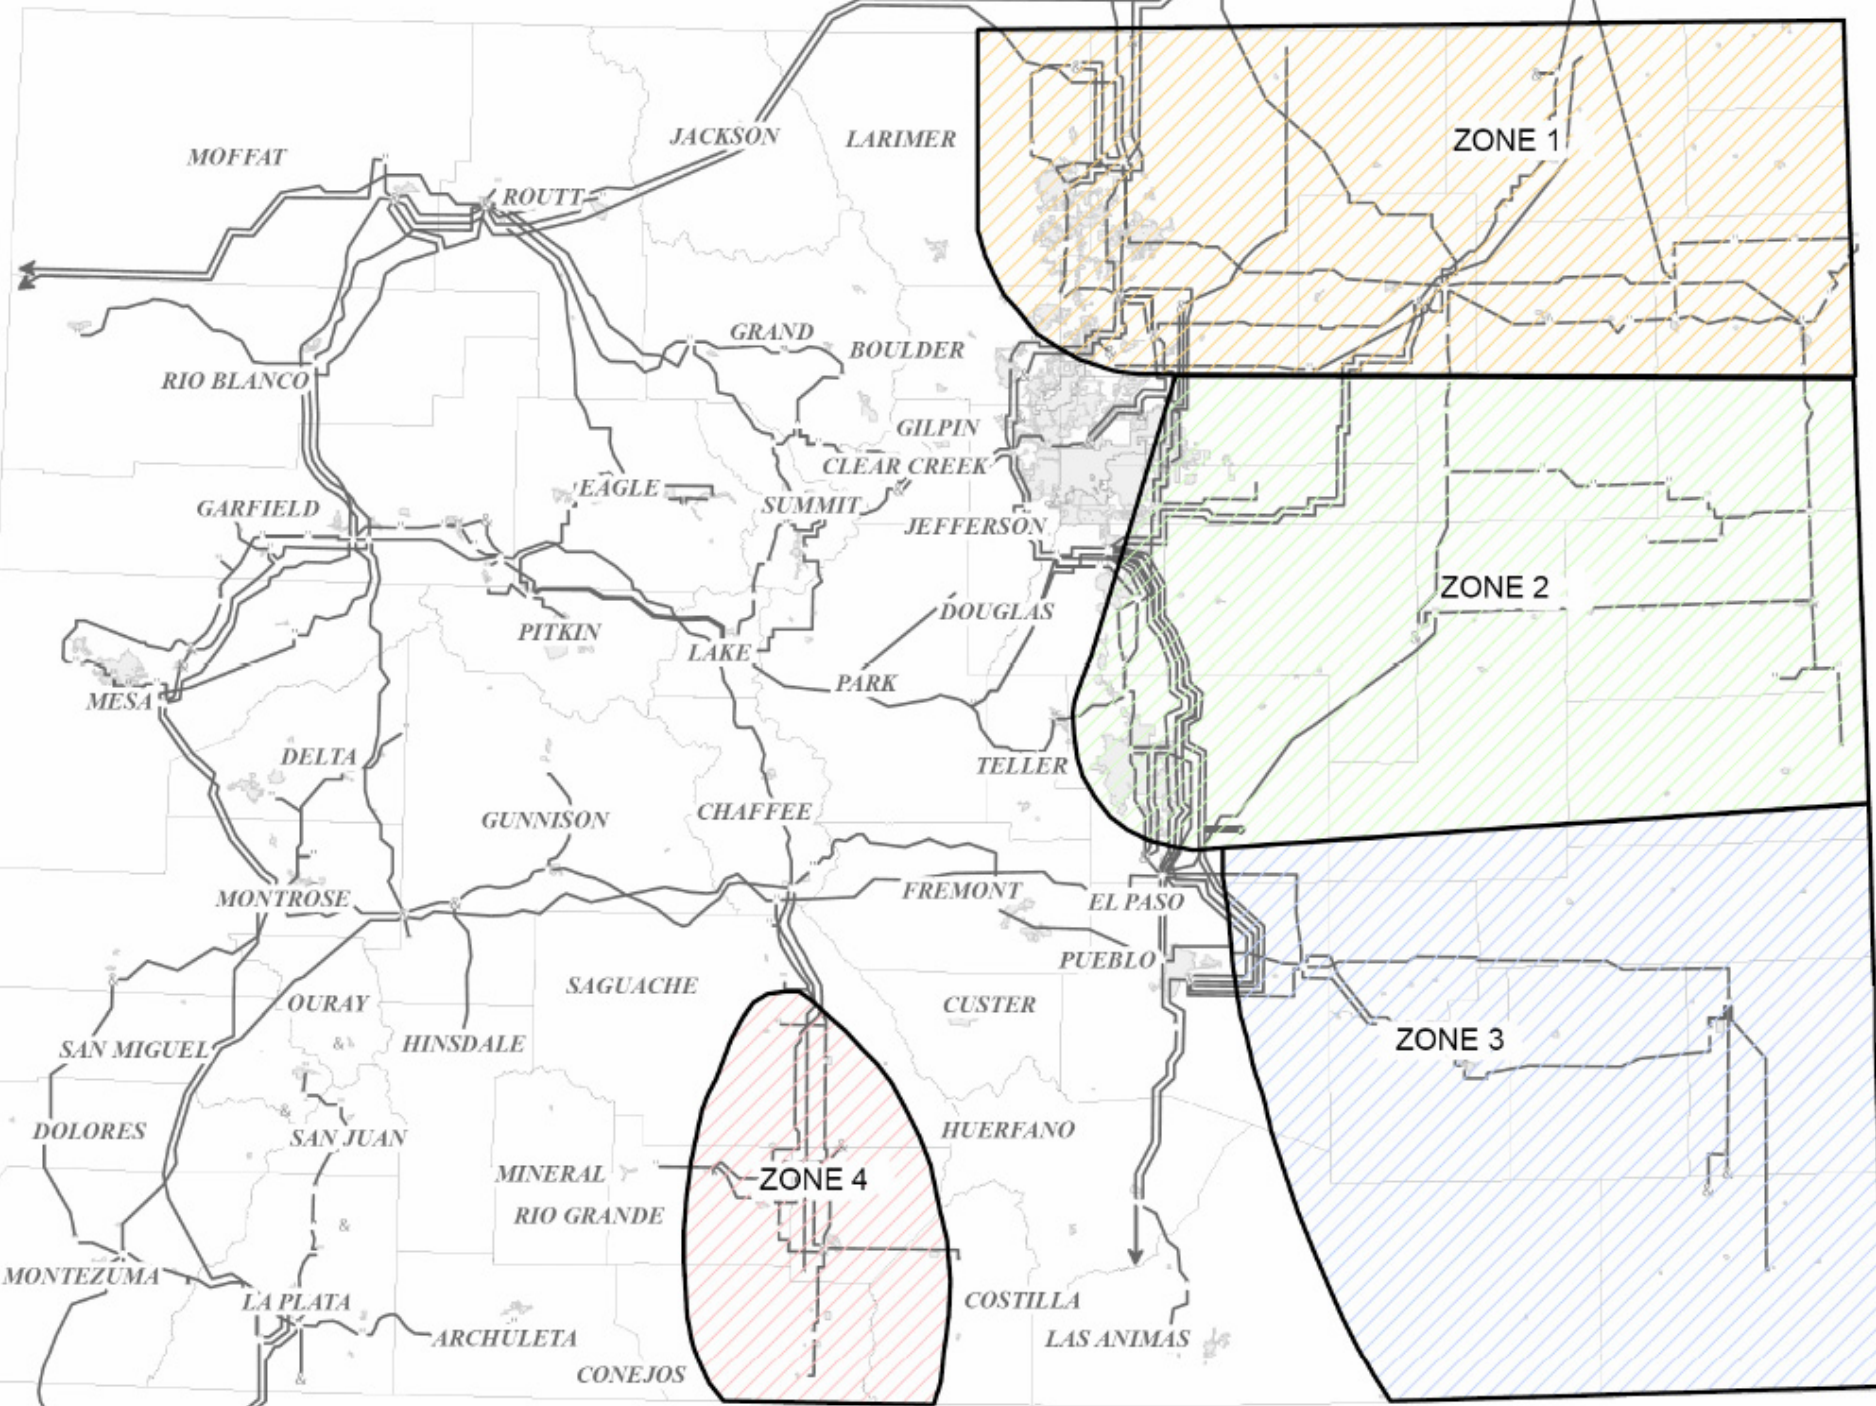 ZONE 1
JACKSON
LARIMER
MOFFAT
ROUTT
GRAND
BOULDER
RIO BLANCO
GILPIN
CLEAR CREEK
EAGLE
SUMMIT
GARFIELD
JEFFERSON
ZONE 2
DOUGLAS
PITKIN
LAKE
PARK
MESA
DELTA
TELLER
CHAFFEE
GUNNISON
FREMONT
MONTROSE
EL PASO
PUEBLO
SAGUACHE
OURAY
CUSTER
HINSDALE
SAN MIGUEL
ZONE 3
DOLORES
SAN JUAN
HUERFANO
MINERAL
ZONE 4
RIO GRANDE
MONTEZUMA
LA PLATA
COSTILLA
ARCHULETA
LAS ANIMAS
CONEJOS